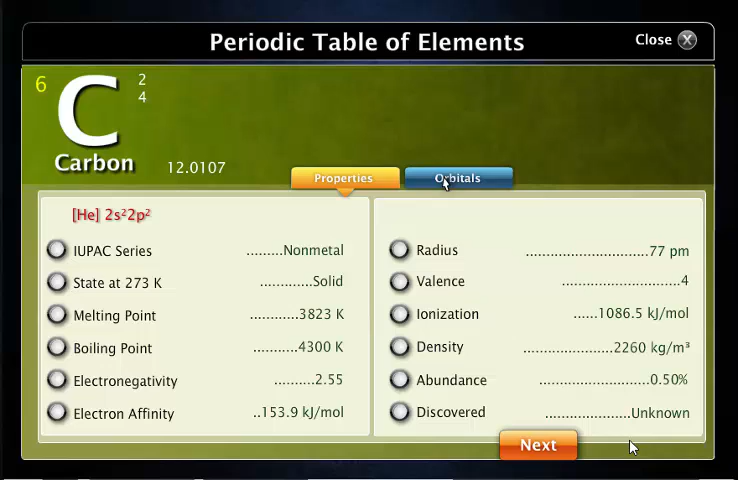 Periodic Table of Elements
Close X
6
C
2
4
Carbon
12.0107
Properties
Orbitals
[He] 2s²2p²
IUPAC Series .........Nonmetal
State at 273 K .............Solid
Melting Point ............3823 K
Boiling Point ...........4300 K
Electronegativity ..........2.55
Electron Affinity ..153.9 kJ/mol
Radius ..............................77 pm
Valence ..............................4
Ionization ......1086.5 kJ/mol
Density ......................2260 kg/m³
Abundance ...........................0.50%
Discovered .....................Unknown
Next